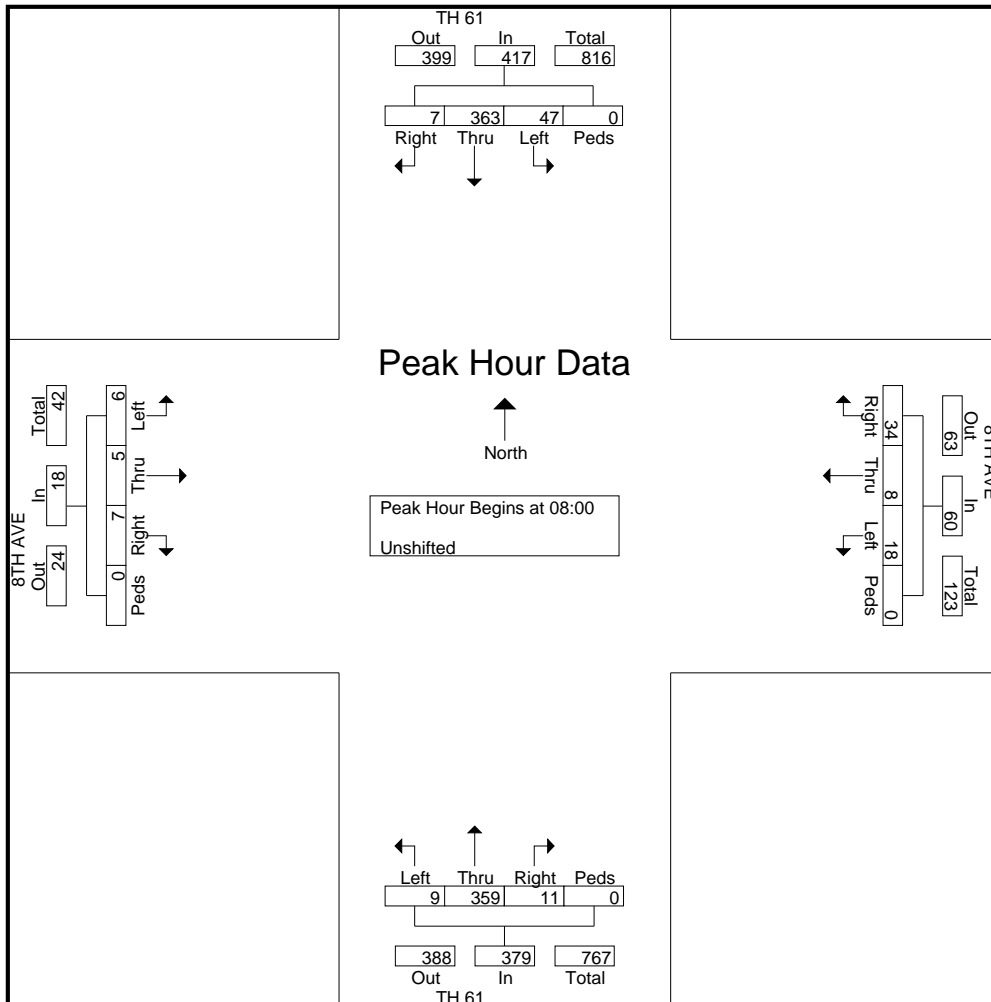 TH 61
Out In Total
399 417 816
7 363 47 0
Right Thru Left Peds
Peak Hour Data
North
Peak Hour Begins at 08:00
Unshifted
8TH AVE
Out In Total
24 18 42
Left Thru Right Peds
6 5 7 0
8TH AVE
Out In Total
63 60 123
Right Thru Left Peds
34 8 18 0
Left Thru Right Peds
9 359 11 0
388 379 767
Out In Total
TH 61